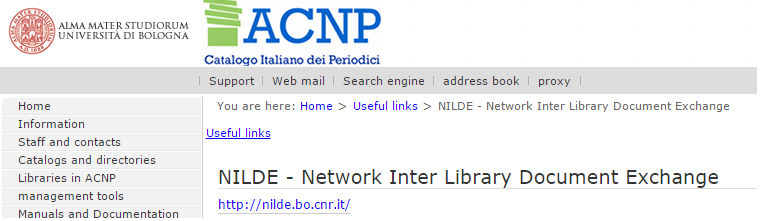 ALMA MATER STUDIORUM
UNIVERSITÀ DI BOLOGNA
ACNP
Catalogo Italiano dei Periodici
Support | Web mail | Search engine | address book | proxy |
Home
Information
Staff and contacts
Catalogs and directories
Libraries in ACNP
management tools
Manuals and Documentation
You are here: Home > Useful links > NILDE - Network Inter Library Document Exchange
Useful links
NILDE - Network Inter Library Document Exchange
http://nilde.bo.cnr.it/